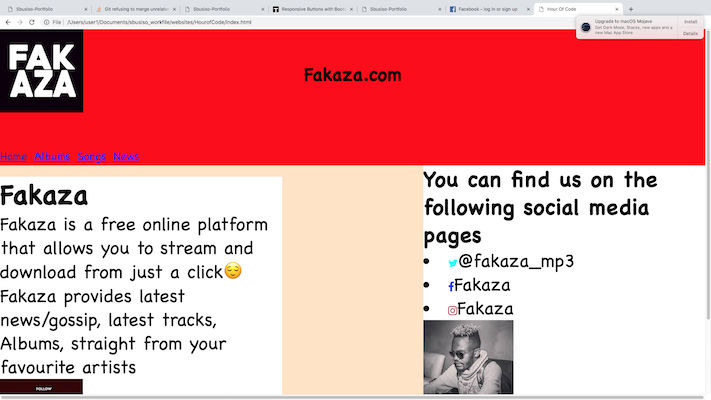 Sbusiso-Portfolio
Git refusing to merge unrelated
Sbusiso-Portfolio
Responsive Buttons with Boot
Sbusiso-Portfolio
Facebook – log in or sign up
Hour Of Code
File /Users/user1/Documents/sbusiso_workfile/websites/HourofCode/index.html
Upgrade to macOS Mojave
Get Dark Mode, Stacks, new apps and a
new Mac App Store
Install
Details
FAK
AZA
Fakaza.com
Home Albums Songs News
Fakaza
Fakaza is a free online platform
that allows you to stream and
download from just a click😌
Fakaza provides latest
news/gossip, latest tracks,
Albums, straight from your
favourite artists
FOLLOW
You can find us on the
following social media
pages
@fakaza_mp3
Fakaza
Fakaza